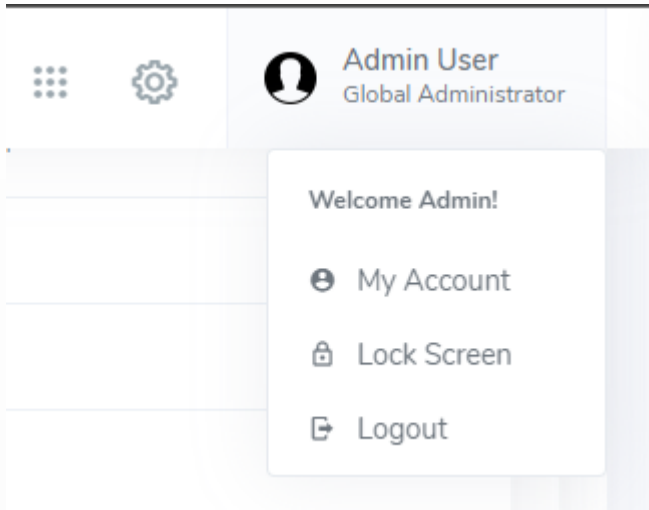 Admin User
Global Administrator
Welcome Admin!
My Account
Lock Screen
Logout